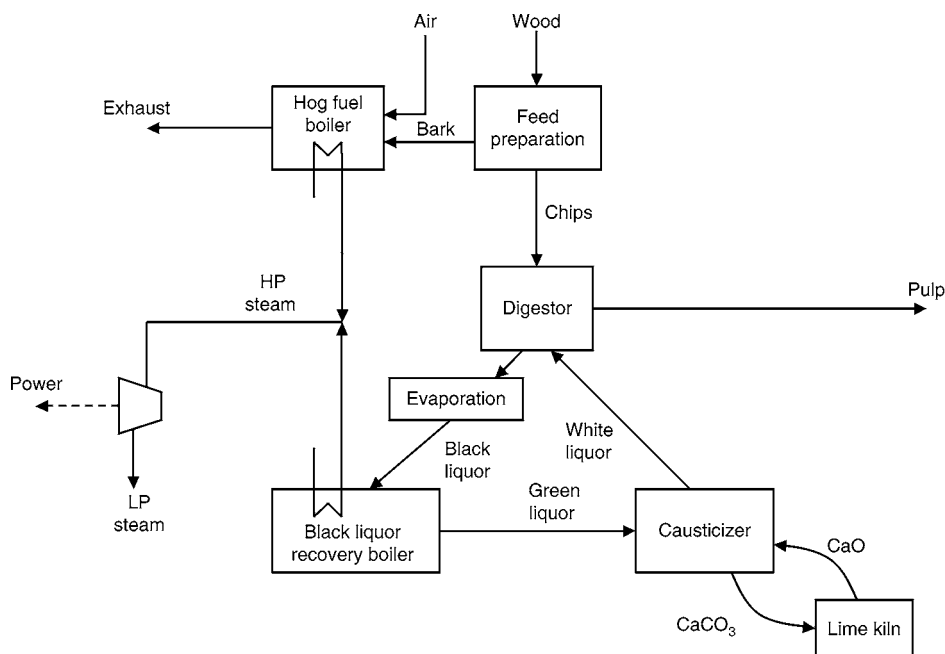 Air
Wood
Hog fuel
boiler
Feed
preparation
Exhaust
Bark
Chips
HP
steam
Digestor
Pulp
Power
Evaporation
White
liquor
Black
liquor
LP
steam
Green
liquor
Black liquor
recovery boiler
Causticizer
CaO
CaCO₃
Lime kiln